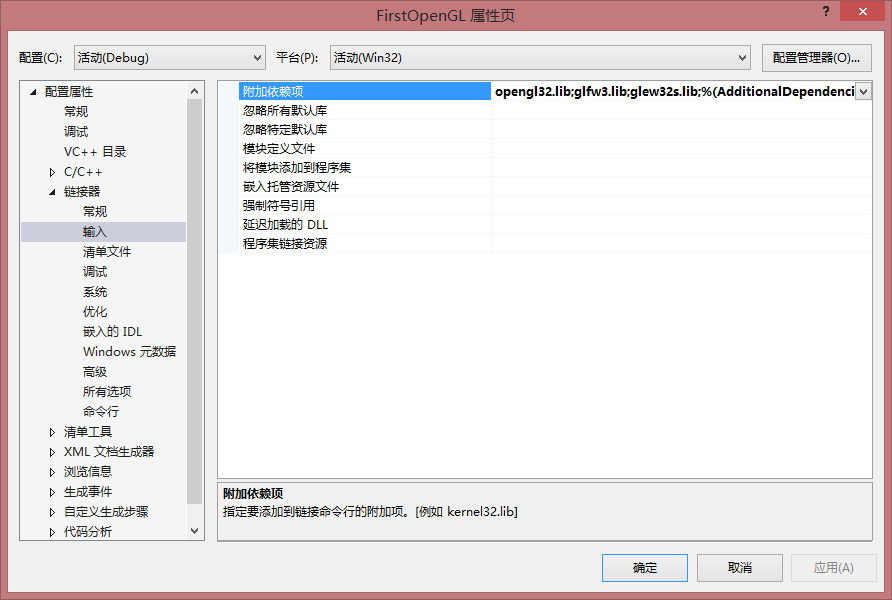 FirstOpenGL 属性页
?
配置(C): 活动(Debug) 平台(P): 活动(Win32) 配置管理器(O)...
配置属性
常规
调试
VC++ 目录
C/C++
链接器
常规
输入
清单文件
调试
系统
优化
嵌入的 IDL
Windows 元数据
高级
所有选项
命令行
清单工具
XML 文档生成器
浏览信息
生成事件
自定义生成步骤
代码分析
附加依赖项 opengl32.lib;glfw3.lib;glew32s.lib;%(AdditionalDependenci
忽略所有默认库
忽略特定默认库
模块定义文件
将模块添加到程序集
嵌入托管资源文件
强制符号引用
延迟加载的 DLL
程序集链接资源
附加依赖项
指定要添加到链接命令行的附加项。[例如 kernel32.lib]
确定 取消 应用(A)